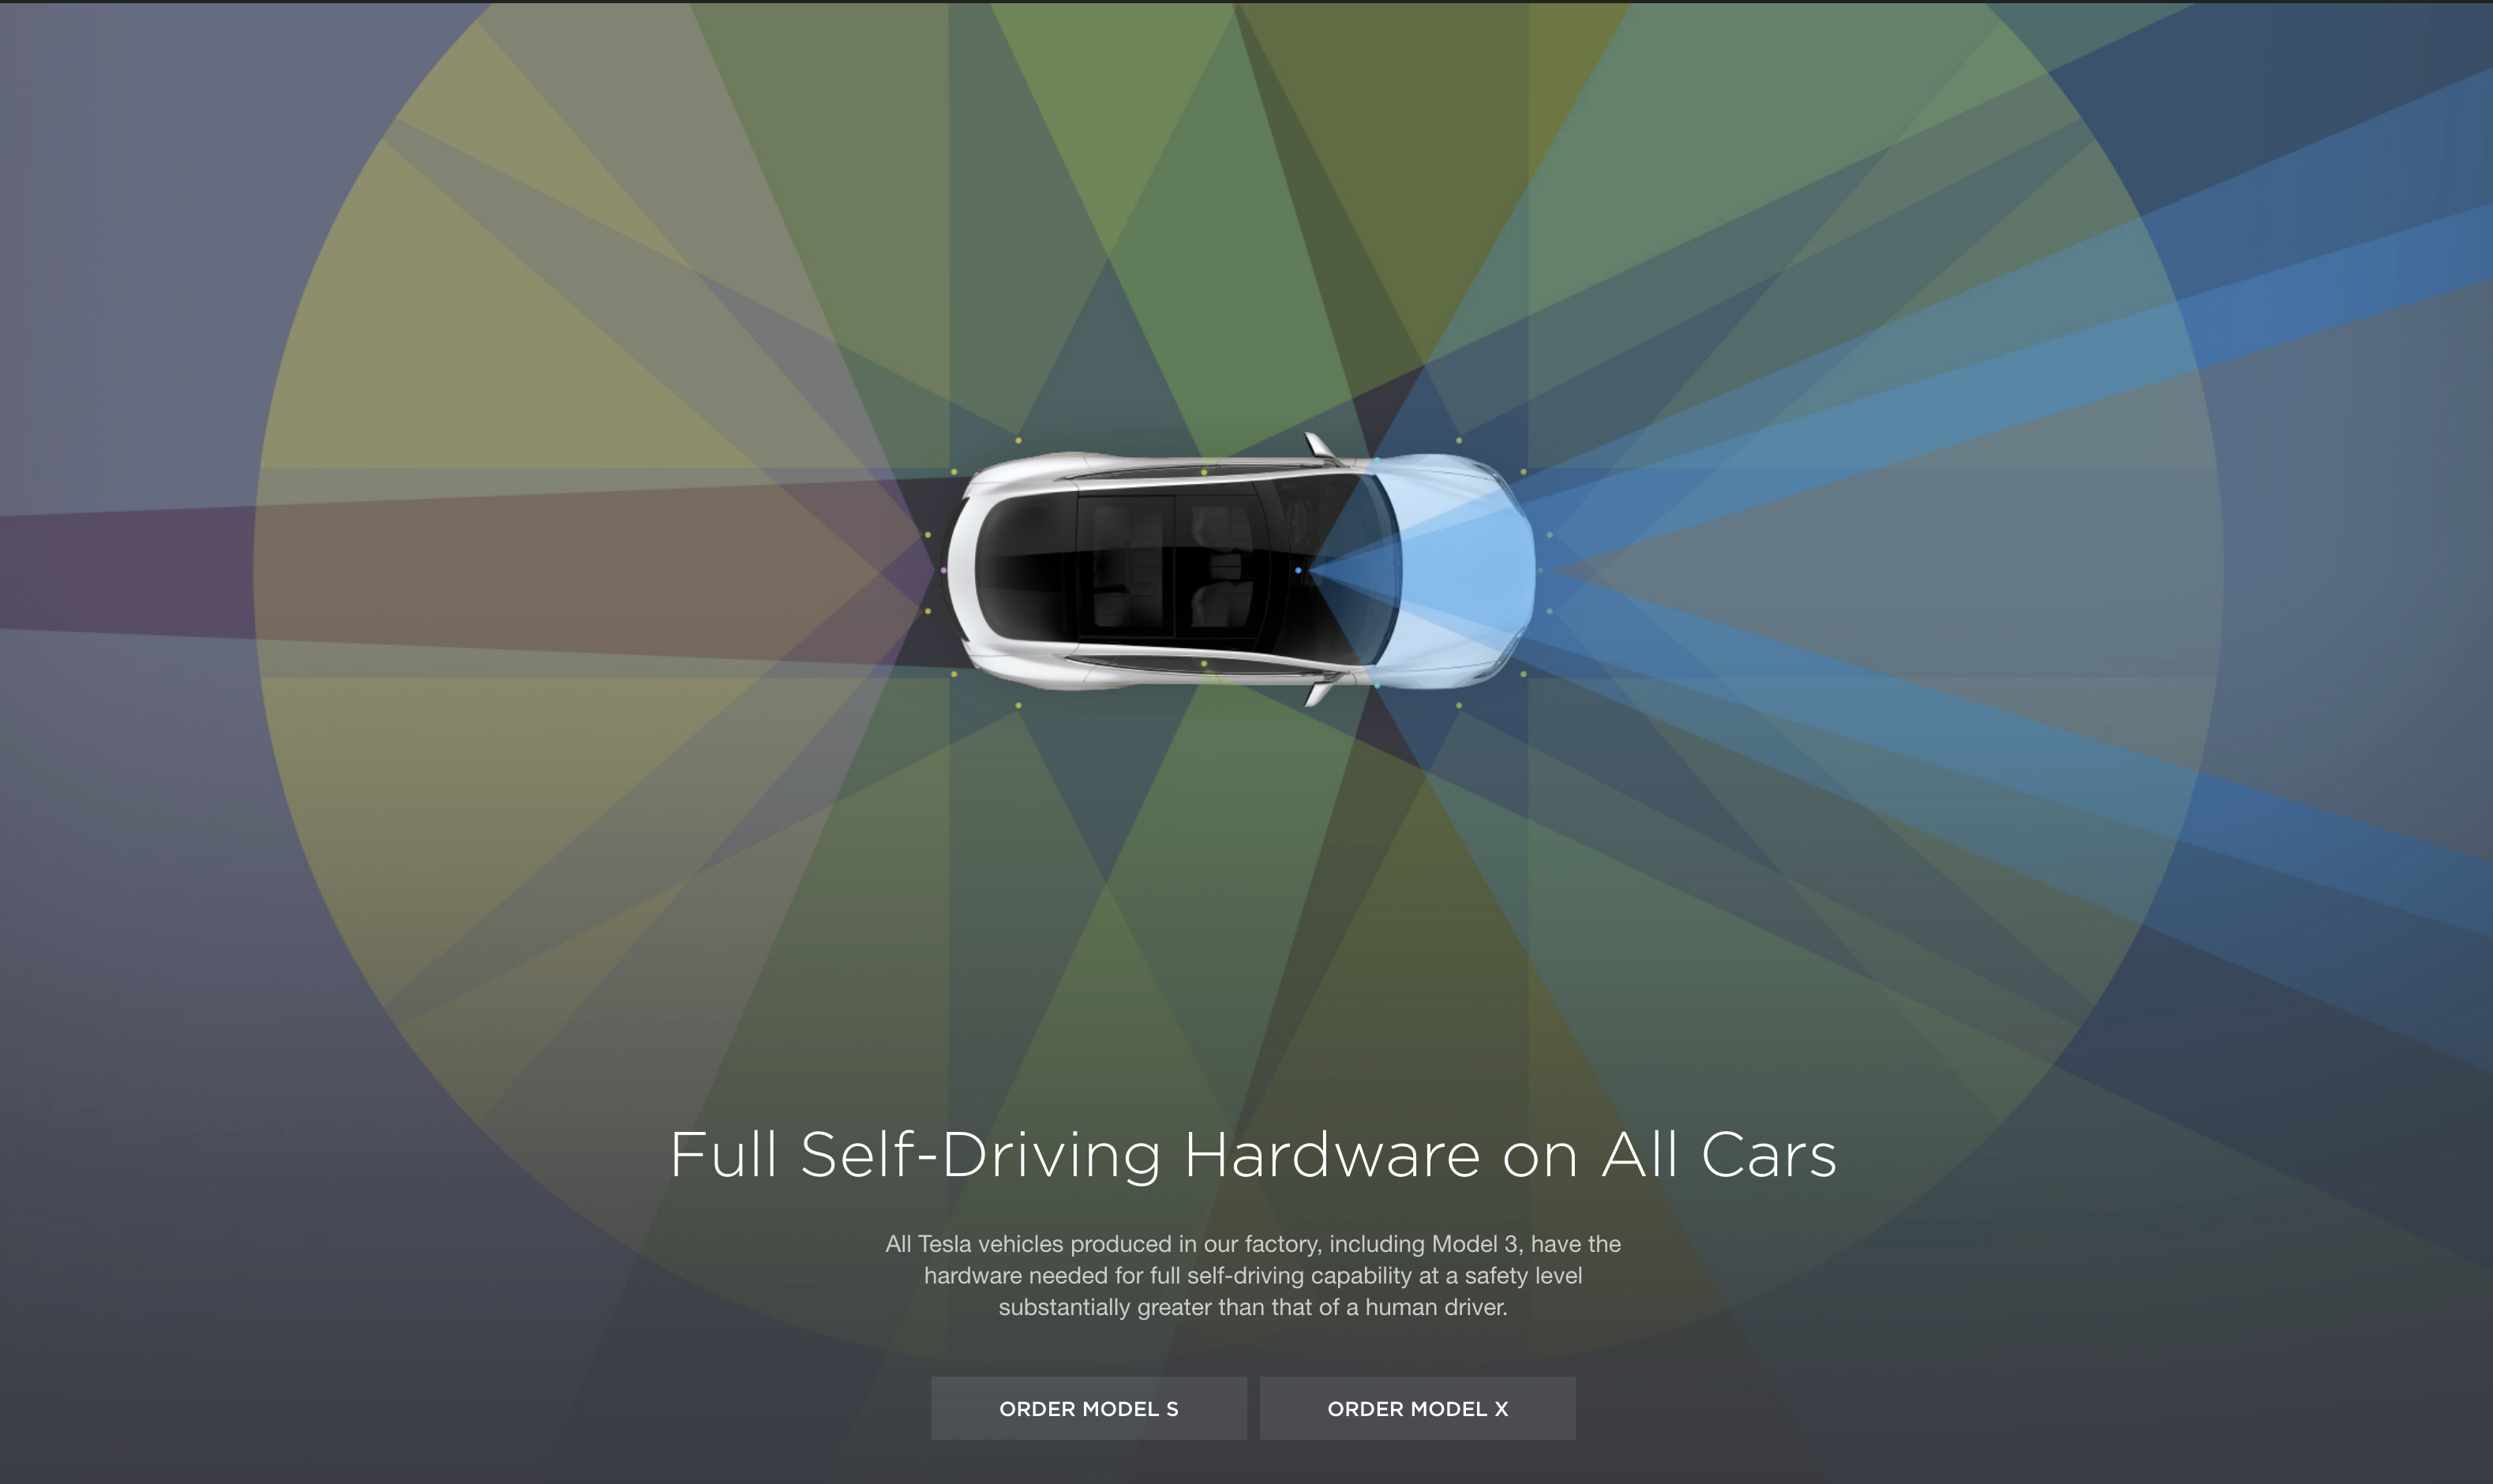 Full Self-Driving Hardware on All Cars
All Tesla vehicles produced in our factory, including Model 3, have the
hardware needed for full self-driving capability at a safety level
substantially greater than that of a human driver.
ORDER MODEL S
ORDER MODEL X